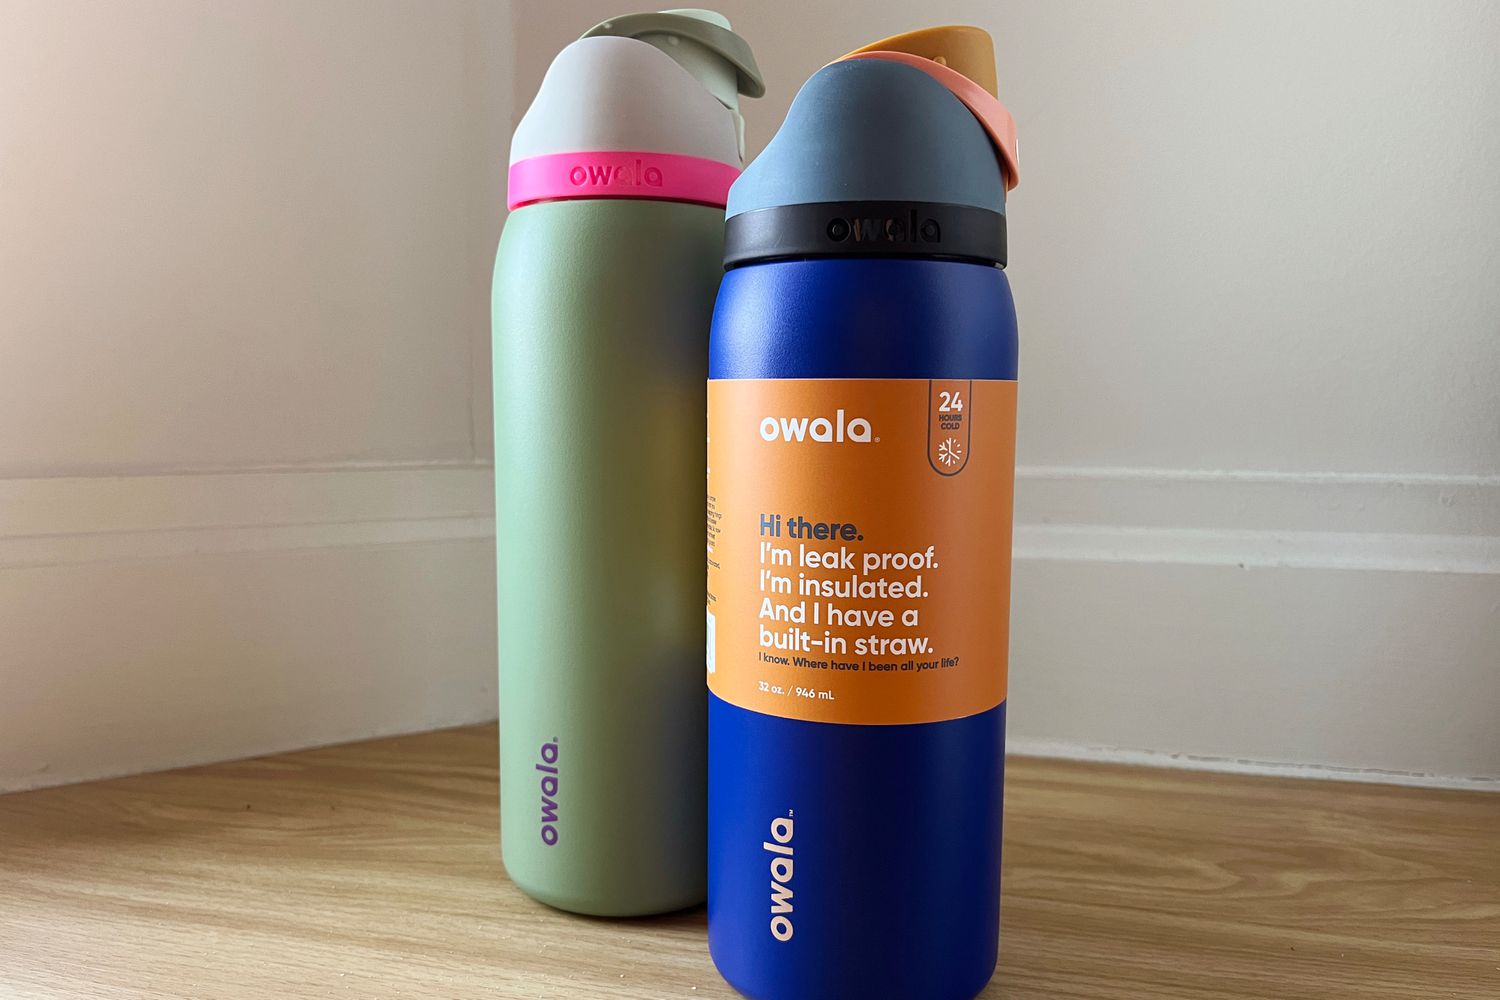 owala
owala
owala®
24
HOURS
COLD
Hi there.
I'm leak proof.
I'm insulated.
And I have a
built-in straw.
I know. Where have I been all your life?
32 oz. / 946 mL
owala®
owala™